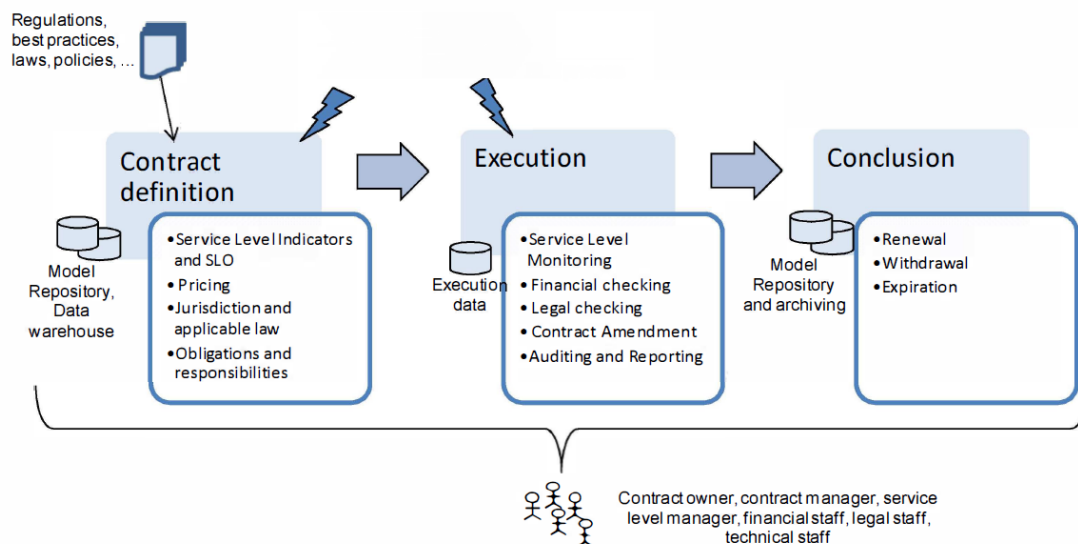 Regulations,
best practices,
laws, policies, ...
Contract
definition
Model
Repository,
Data
warehouse
•Service Level Indicators
and SLO
•Pricing
•Jurisdiction and
applicable law
•Obligations and
responsibilities
Execution
Execution
data
•Service Level
Monitoring
•Financial checking
•Legal checking
•Contract Amendment
•Auditing and Reporting
Conclusion
Model
Repository
and archiving
•Renewal
•Withdrawal
•Expiration
Contract owner, contract manager, service
level manager, financial staff, legal staff,
technical staff